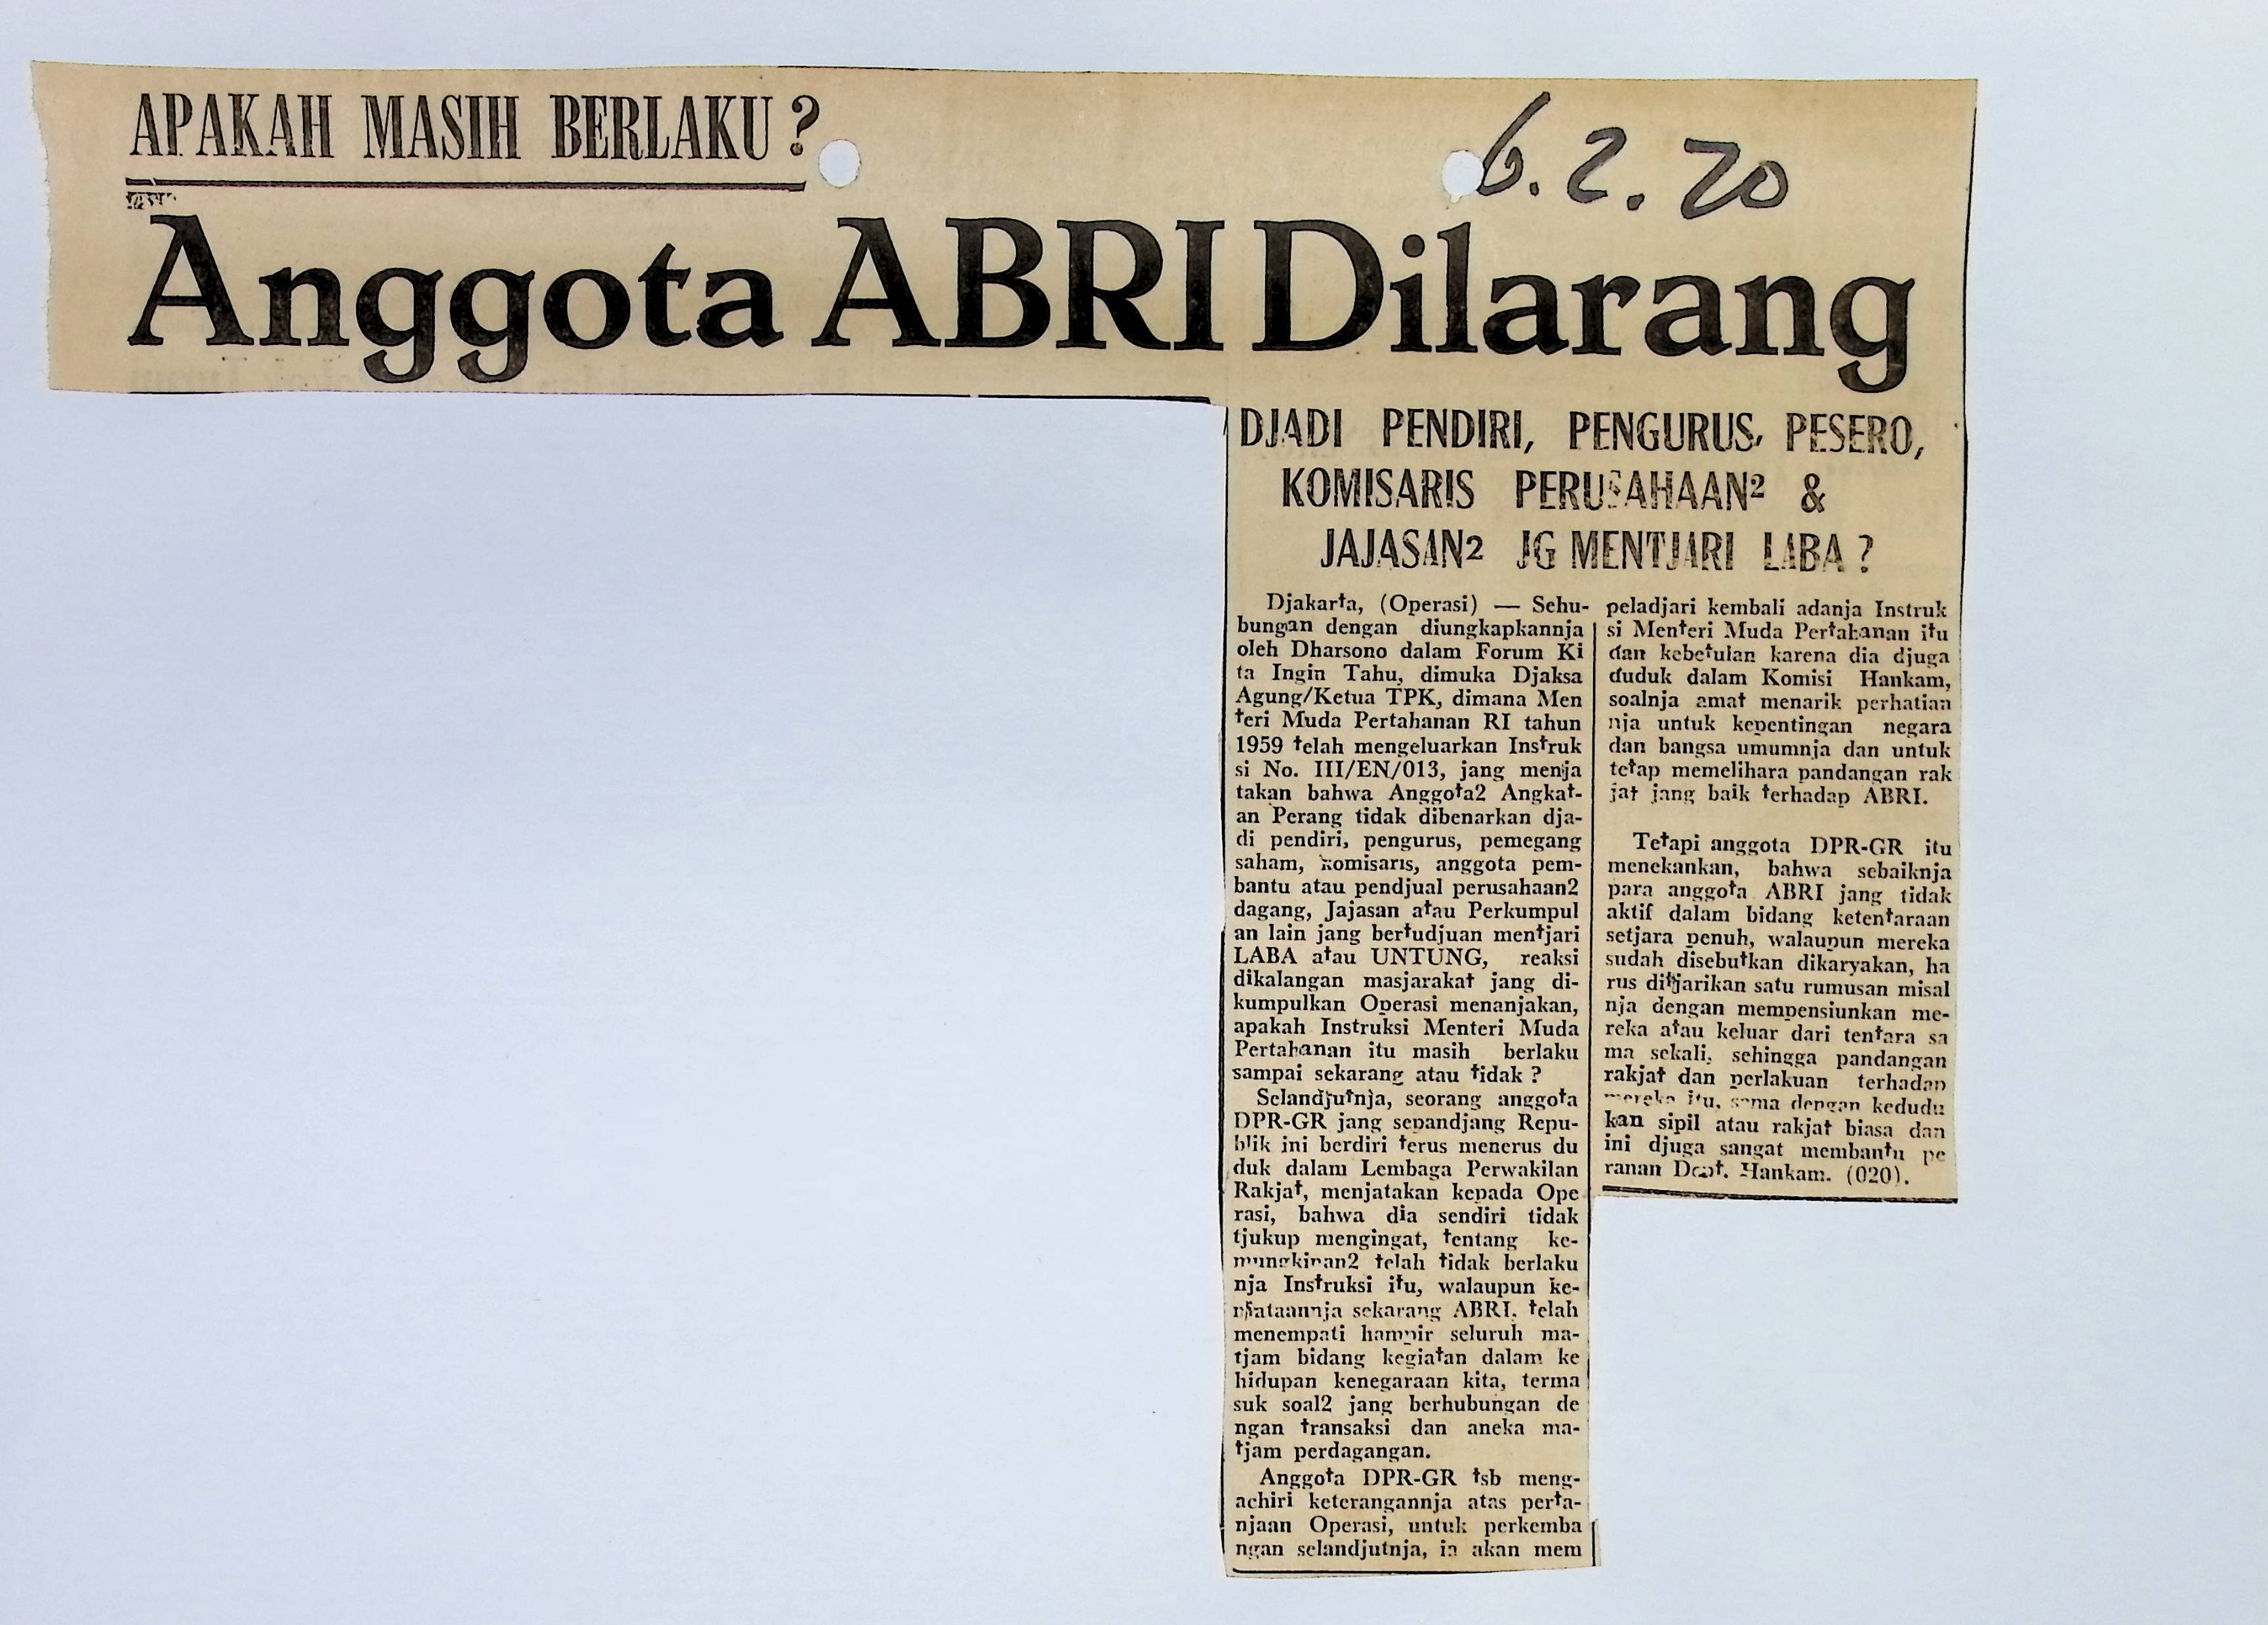 APAKAH MASIH BERLAKU ?
6.2.70
Anggota ABRI Dilarang
DJADI PENDIRI, PENGURUS, PESERO,
KOMISARIS PERUSAHAAN2 &
JAJASAN2 JG MENTJARI LABA ?
Djakarta, (Operasi) — Sehu-
bungan dengan diungkapkannja
oleh Dharsono dalam Forum Ki
ta Ingin Tahu, dimuka Djaksa
Agung/Ketua TPK, dimana Men
teri Muda Pertahanan RI tahun
1959 telah mengeluarkan Instruk
si No. III/EN/013, jang menja
takan bahwa Anggota2 Angkat-
an Perang tidak dibenarkan dja-
di pendiri, pengurus, pemegang
saham, komisaris, anggota pem-
bantu atau pendjual perusahaan2
dagang, Jajasan atau Perkumpul
an lain jang bertudjuan mentjari
LABA atau UNTUNG, reaksi
dikalangan masjarakat jang di-
kumpulkan Operasi menanjakan,
apakah Instruksi Menteri Muda
Pertahanan itu masih berlaku
sampai sekarang atau tidak ?
Selandjutnja, seorang anggota
DPR-GR jang sepandjang Repu-
blik ini berdiri terus menerus du
duk dalam Lembaga Perwakilan
Rakjat, menjatakan kepada Ope
rasi, bahwa dia sendiri tidak
tjukup mengingat, tentang ke-
mungkinan2 telah tidak berlaku
nja Instruksi itu, walaupun ke-
njataannja sekarang ABRI, telah
menempati hampir seluruh ma-
tjam bidang kegiatan dalam ke
hidupan kenegaraan kita, terma
suk soal2 jang berhubungan de
ngan transaksi dan aneka ma-
tjam perdagangan.
Anggota DPR-GR tsb meng-
achiri keterangannja atas perta-
njaan Operasi, untuk perkemba
ngan selandjutnja, ia akan mem
peladjari kembali adanja Instruk
si Menteri Muda Pertahanan itu
dan kebetulan karena dia djuga
duduk dalam Komisi Hankam,
soalnja amat menarik perhatian
nja untuk kepentingan negara
dan bangsa umumnja dan untuk
tetap memelihara pandangan rak
jat jang baik terhadap ABRI.
Tetapi anggota DPR-GR itu
menekankan, bahwa sebaiknja
para anggota ABRI jang tidak
aktif dalam bidang ketentaraan
setjara penuh, walaupun mereka
sudah disebutkan dikaryakan, ha
rus ditjarikan satu rumusan misal
nja dengan mempensiunkan me-
reka atau keluar dari tentara sa
ma sekali, sehingga pandangan
rakjat dan perlakuan terhadap
mereka itu, sama dengan kedudu
kan sipil atau rakjat biasa dan
ini djuga sangat membantu pe
ranan Dept. Hankam. (020).